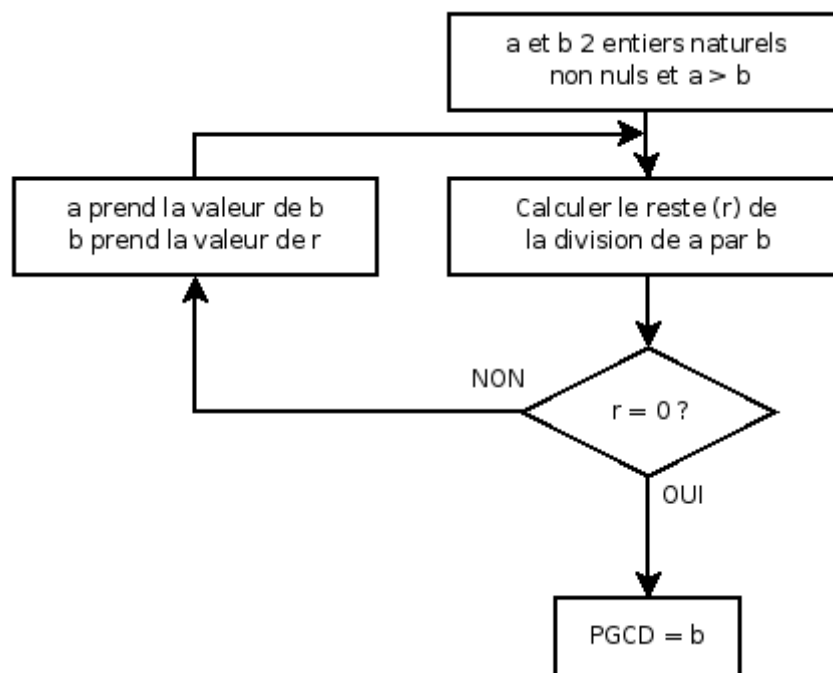 a et b 2 entiers naturels
non nuls et a > b
a prend la valeur de b
b prend la valeur de r
Calculer le reste (r) de
la division de a par b
NON
r = 0 ?
OUI
PGCD = b